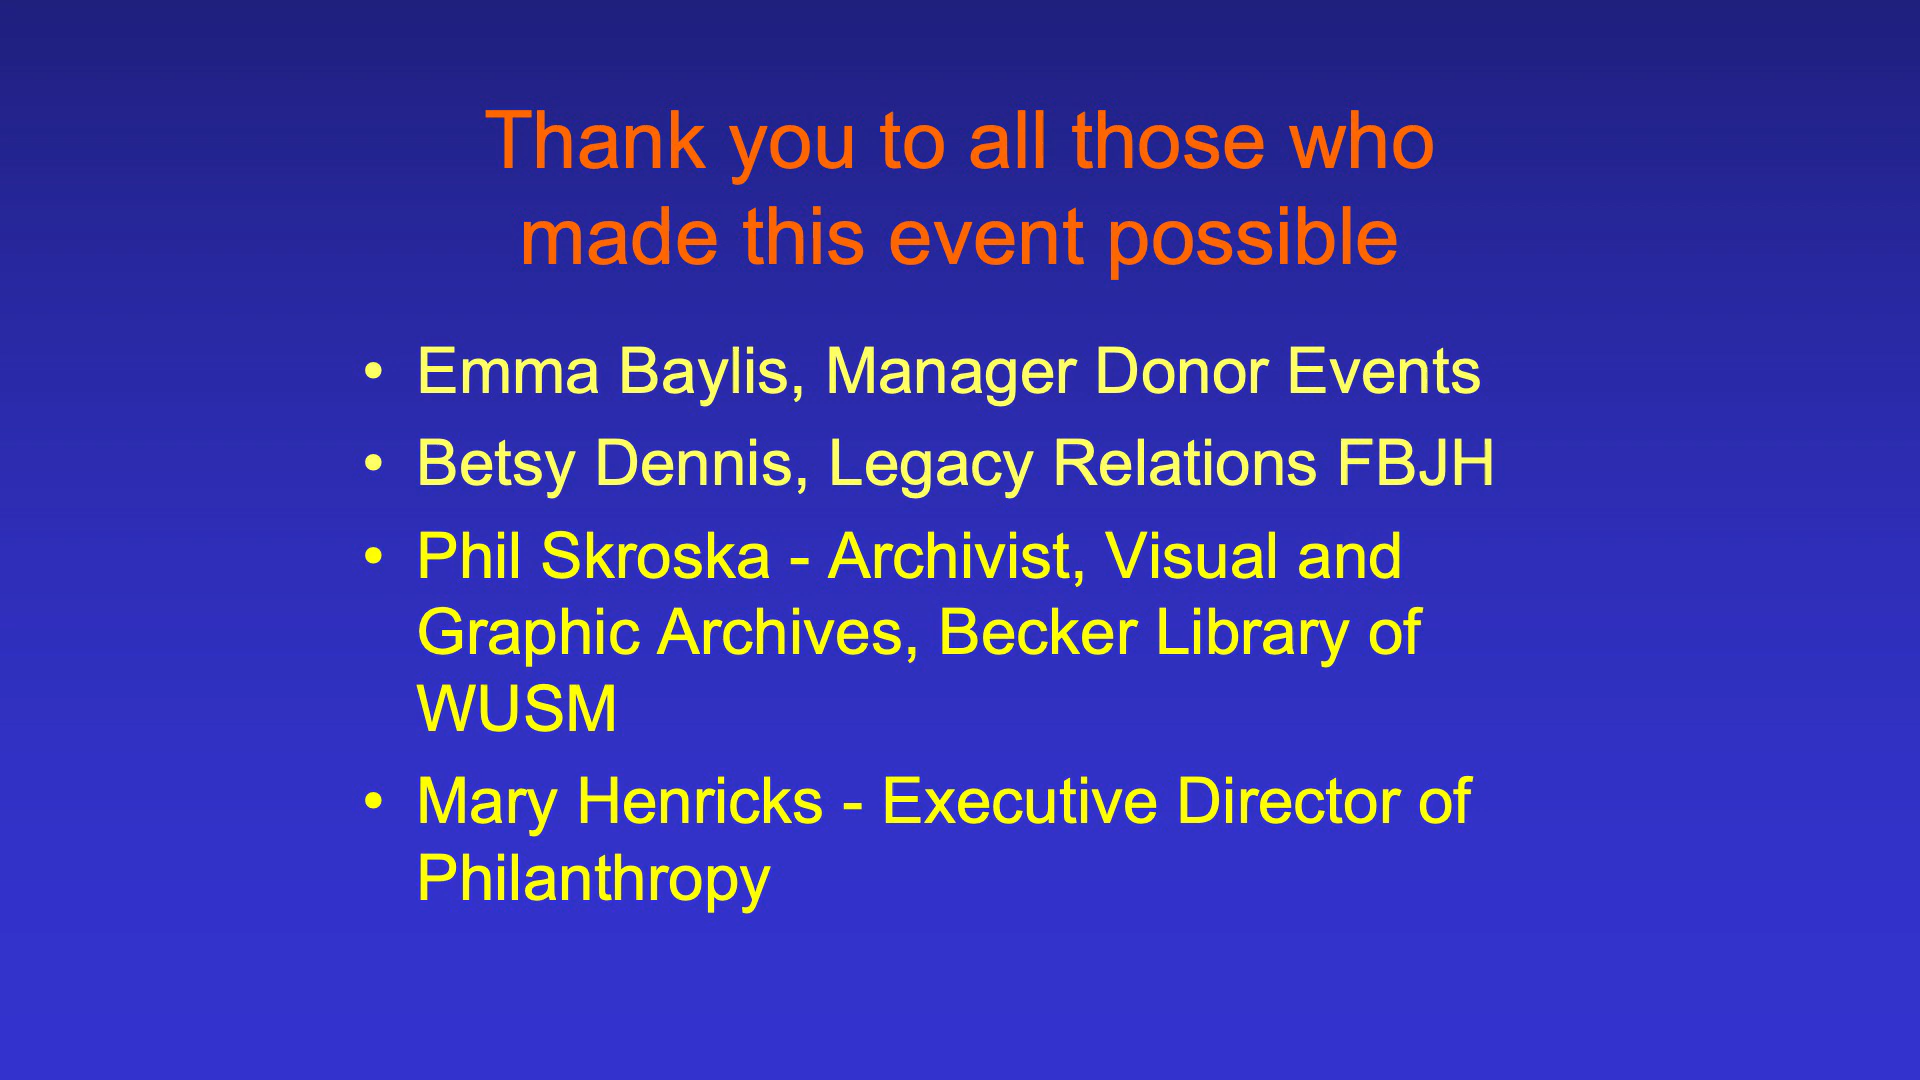 Thank you to all those who
made this event possible
• Emma Baylis, Manager Donor Events
• Betsy Dennis, Legacy Relations FBJH
• Phil Skroska - Archivist, Visual and
Graphic Archives, Becker Library of
WUSM
• Mary Henricks - Executive Director of
Philanthropy